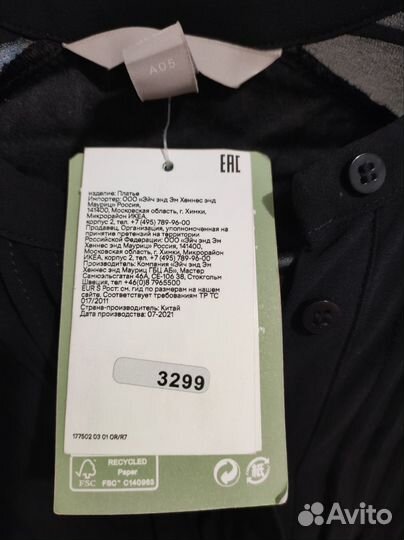 A05
EAC
изделие: Платье
Импортер: ООО «Эйч энд Эм Хеннес энд
Мауриц» Россия,
141400, Московская область, г. Химки,
Микрорайон ИКЕА,
корпус 2, тел. +7 (495) 789-96-00
Продавец, Организация, уполномоченная на
принятие претензий на территории
Российской Федерации: ООО «Эйч энд Эм
Хеннес энд Мауриц» Россия, 141400,
Московская область, г. Химки, Микрорайон
ИКЕА, корпус 2, тел. +7 (495) 789-96-00
Производитель: Компания «Эйч энд Эм
Хеннес энд Мауриц ГБЦ АБ», Мастер
Самюэльсгатан 46А, СЕ-106 38, Стокгольм
Швеция, тел +46(0)8 7965500
EUR S Рост: см. гид по размерам на нашем
сайте. Соответствует требованиям ТР ТС
017/2011
Страна-производитель: Китай
Дата производства: 07-2021
3299
177502 03 01 OR/R7
FSC
RECYCLED
Paper
FSC™ C140963
紙
Avito